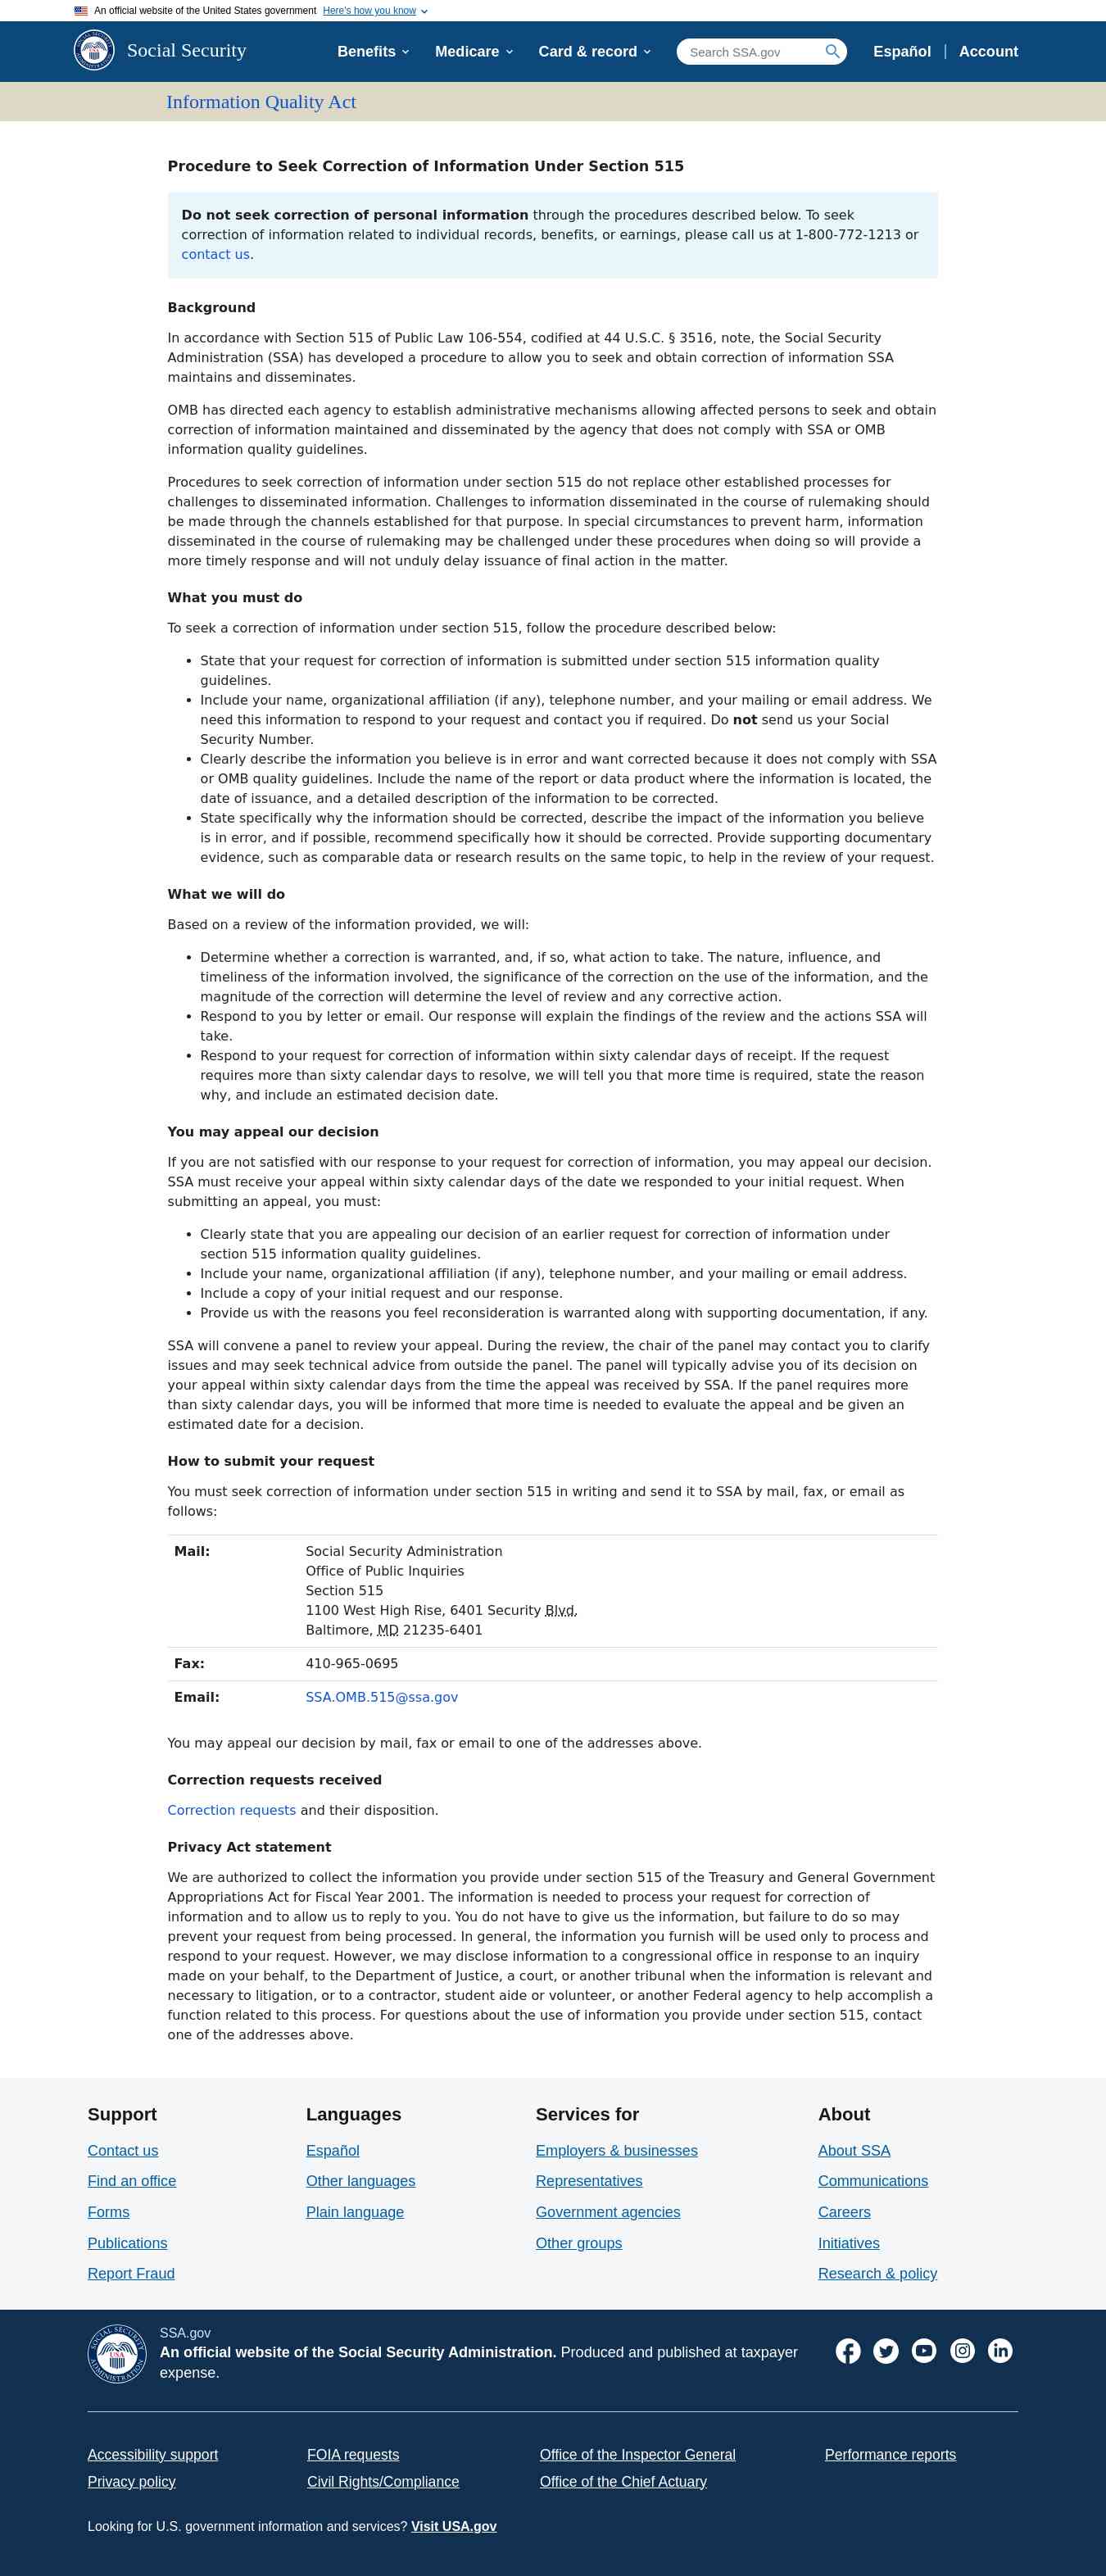 An official website of the United States government Here's how you know
Social Security
Benefits
Medicare
Card & record
Search SSA.gov
Español
Account
Information Quality Act
Procedure to Seek Correction of Information Under Section 515
Do not seek correction of personal information through the procedures described below. To seek
correction of information related to individual records, benefits, or earnings, please call us at 1-800-772-1213 or
contact us.
Background
In accordance with Section 515 of Public Law 106-554, codified at 44 U.S.C. § 3516, note, the Social Security
Administration (SSA) has developed a procedure to allow you to seek and obtain correction of information SSA
maintains and disseminates.
OMB has directed each agency to establish administrative mechanisms allowing affected persons to seek and obtain
correction of information maintained and disseminated by the agency that does not comply with SSA or OMB
information quality guidelines.
Procedures to seek correction of information under section 515 do not replace other established processes for
challenges to disseminated information. Challenges to information disseminated in the course of rulemaking should
be made through the channels established for that purpose. In special circumstances to prevent harm, information
disseminated in the course of rulemaking may be challenged under these procedures when doing so will provide a
more timely response and will not unduly delay issuance of final action in the matter.
What you must do
To seek a correction of information under section 515, follow the procedure described below:
• State that your request for correction of information is submitted under section 515 information quality
guidelines.
• Include your name, organizational affiliation (if any), telephone number, and your mailing or email address. We
need this information to respond to your request and contact you if required. Do not send us your Social
Security Number.
• Clearly describe the information you believe is in error and want corrected because it does not comply with SSA
or OMB quality guidelines. Include the name of the report or data product where the information is located, the
date of issuance, and a detailed description of the information to be corrected.
• State specifically why the information should be corrected, describe the impact of the information you believe
is in error, and if possible, recommend specifically how it should be corrected. Provide supporting documentary
evidence, such as comparable data or research results on the same topic, to help in the review of your request.
What we will do
Based on a review of the information provided, we will:
• Determine whether a correction is warranted, and, if so, what action to take. The nature, influence, and
timeliness of the information involved, the significance of the correction on the use of the information, and the
magnitude of the correction will determine the level of review and any corrective action.
• Respond to you by letter or email. Our response will explain the findings of the review and the actions SSA will
take.
• Respond to your request for correction of information within sixty calendar days of receipt. If the request
requires more than sixty calendar days to resolve, we will tell you that more time is required, state the reason
why, and include an estimated decision date.
You may appeal our decision
If you are not satisfied with our response to your request for correction of information, you may appeal our decision.
SSA must receive your appeal within sixty calendar days of the date we responded to your initial request. When
submitting an appeal, you must:
• Clearly state that you are appealing our decision of an earlier request for correction of information under
section 515 information quality guidelines.
• Include your name, organizational affiliation (if any), telephone number, and your mailing or email address.
• Include a copy of your initial request and our response.
• Provide us with the reasons you feel reconsideration is warranted along with supporting documentation, if any.
SSA will convene a panel to review your appeal. During the review, the chair of the panel may contact you to clarify
issues and may seek technical advice from outside the panel. The panel will typically advise you of its decision on
your appeal within sixty calendar days from the time the appeal was received by SSA. If the panel requires more
than sixty calendar days, you will be informed that more time is needed to evaluate the appeal and be given an
estimated date for a decision.
How to submit your request
You must seek correction of information under section 515 in writing and send it to SSA by mail, fax, or email as
follows:
Mail:
Social Security Administration
Office of Public Inquiries
Section 515
1100 West High Rise, 6401 Security Blvd.
Baltimore, MD 21235-6401
Fax: 410-965-0695
Email: SSA.OMB.515@ssa.gov
You may appeal our decision by mail, fax or email to one of the addresses above.
Correction requests received
Correction requests and their disposition.
Privacy Act statement
We are authorized to collect the information you provide under section 515 of the Treasury and General Government
Appropriations Act for Fiscal Year 2001. The information is needed to process your request for correction of
information and to allow us to reply to you. You do not have to give us the information, but failure to do so may
prevent your request from being processed. In general, the information you furnish will be used only to process and
respond to your request. However, we may disclose information to a congressional office in response to an inquiry
made on your behalf, to the Department of Justice, a court, or another tribunal when the information is relevant and
necessary to litigation, or to a contractor, student aide or volunteer, or another Federal agency to help accomplish a
function related to this process. For questions about the use of information you provide under section 515, contact
one of the addresses above.
Support
Contact us
Find an office
Forms
Publications
Report Fraud
Languages
Español
Other languages
Plain language
Services for
Employers & businesses
Representatives
Government agencies
Other groups
About
About SSA
Communications
Careers
Initiatives
Research & policy
SOCIAL SECURITY
USA
ADMINISTRATION
SSA.gov
An official website of the Social Security Administration. Produced and published at taxpayer
expense.
Accessibility support
FOIA requests
Office of the Inspector General
Performance reports
Privacy policy
Civil Rights/Compliance
Office of the Chief Actuary
Looking for U.S. government information and services? Visit USA.gov